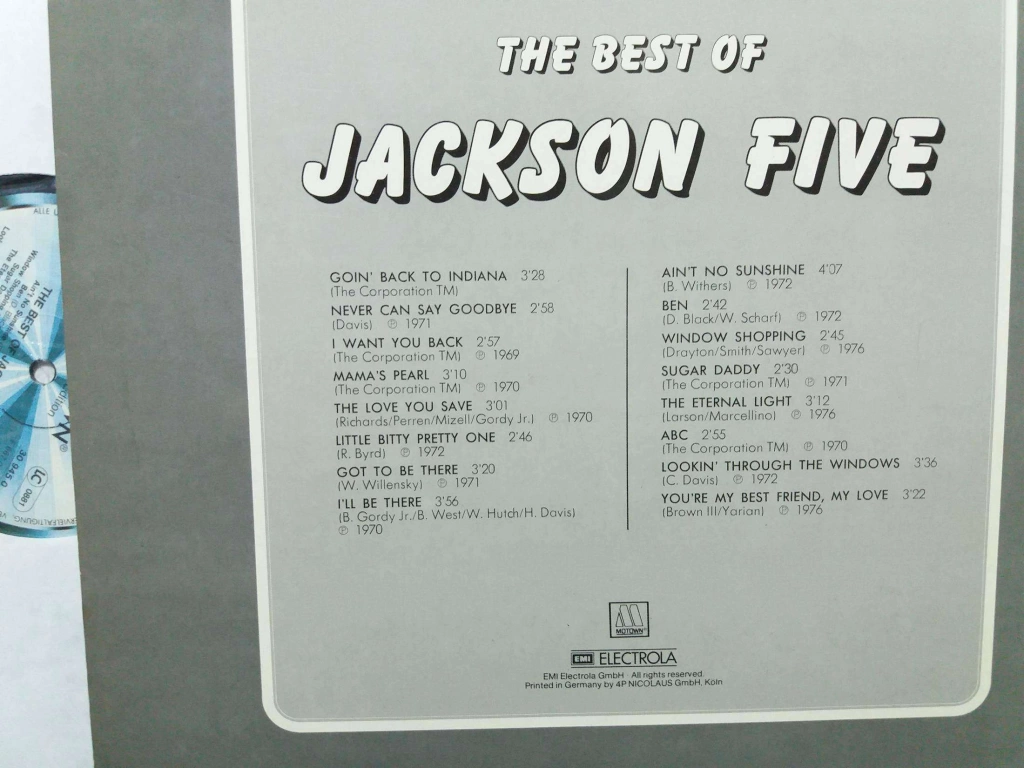 THE BEST OF
JACKSON FIVE
GOIN' BACK TO INDIANA 3'28
(The Corporation TM)
NEVER CAN SAY GOODBYE 2'58
(Davis) ℗ 1971
I WANT YOU BACK 2'57
(The Corporation TM) ℗ 1969
MAMA'S PEARL 3'10
(The Corporation TM) ℗ 1970
THE LOVE YOU SAVE 3'01
(Richards/Perren/Mizell/Gordy Jr.) ℗ 1970
LITTLE BITTY PRETTY ONE 2'46
(R. Byrd) ℗ 1972
GOT TO BE THERE 3'20
(W. Willensky) ℗ 1971
I'LL BE THERE 3'56
(B. Gordy Jr./B. West/W. Hutch/H. Davis)
℗ 1970
AIN'T NO SUNSHINE 4'07
(B. Withers) ℗ 1972
BEN 2'42
(D. Black/W. Scharf) ℗ 1972
WINDOW SHOPPING 2'45
(Drayton/Smith/Sawyer) ℗ 1976
SUGAR DADDY 2'30
(The Corporation TM) ℗ 1971
THE ETERNAL LIGHT 3'12
(Larson/Marcellino) ℗ 1976
ABC 2'55
(The Corporation TM) ℗ 1970
LOOKIN' THROUGH THE WINDOWS 3'36
(C. Davis) ℗ 1972
YOU'RE MY BEST FRIEND, MY LOVE 3'22
(Brown III/Yarian) ℗ 1976
MOTOWN
EMI ELECTROLA
EMI Electrola GmbH · All rights reserved.
Printed in Germany by 4P NICOLAUS GmbH, Köln
ALLE
THE BEST OF
LC
0881